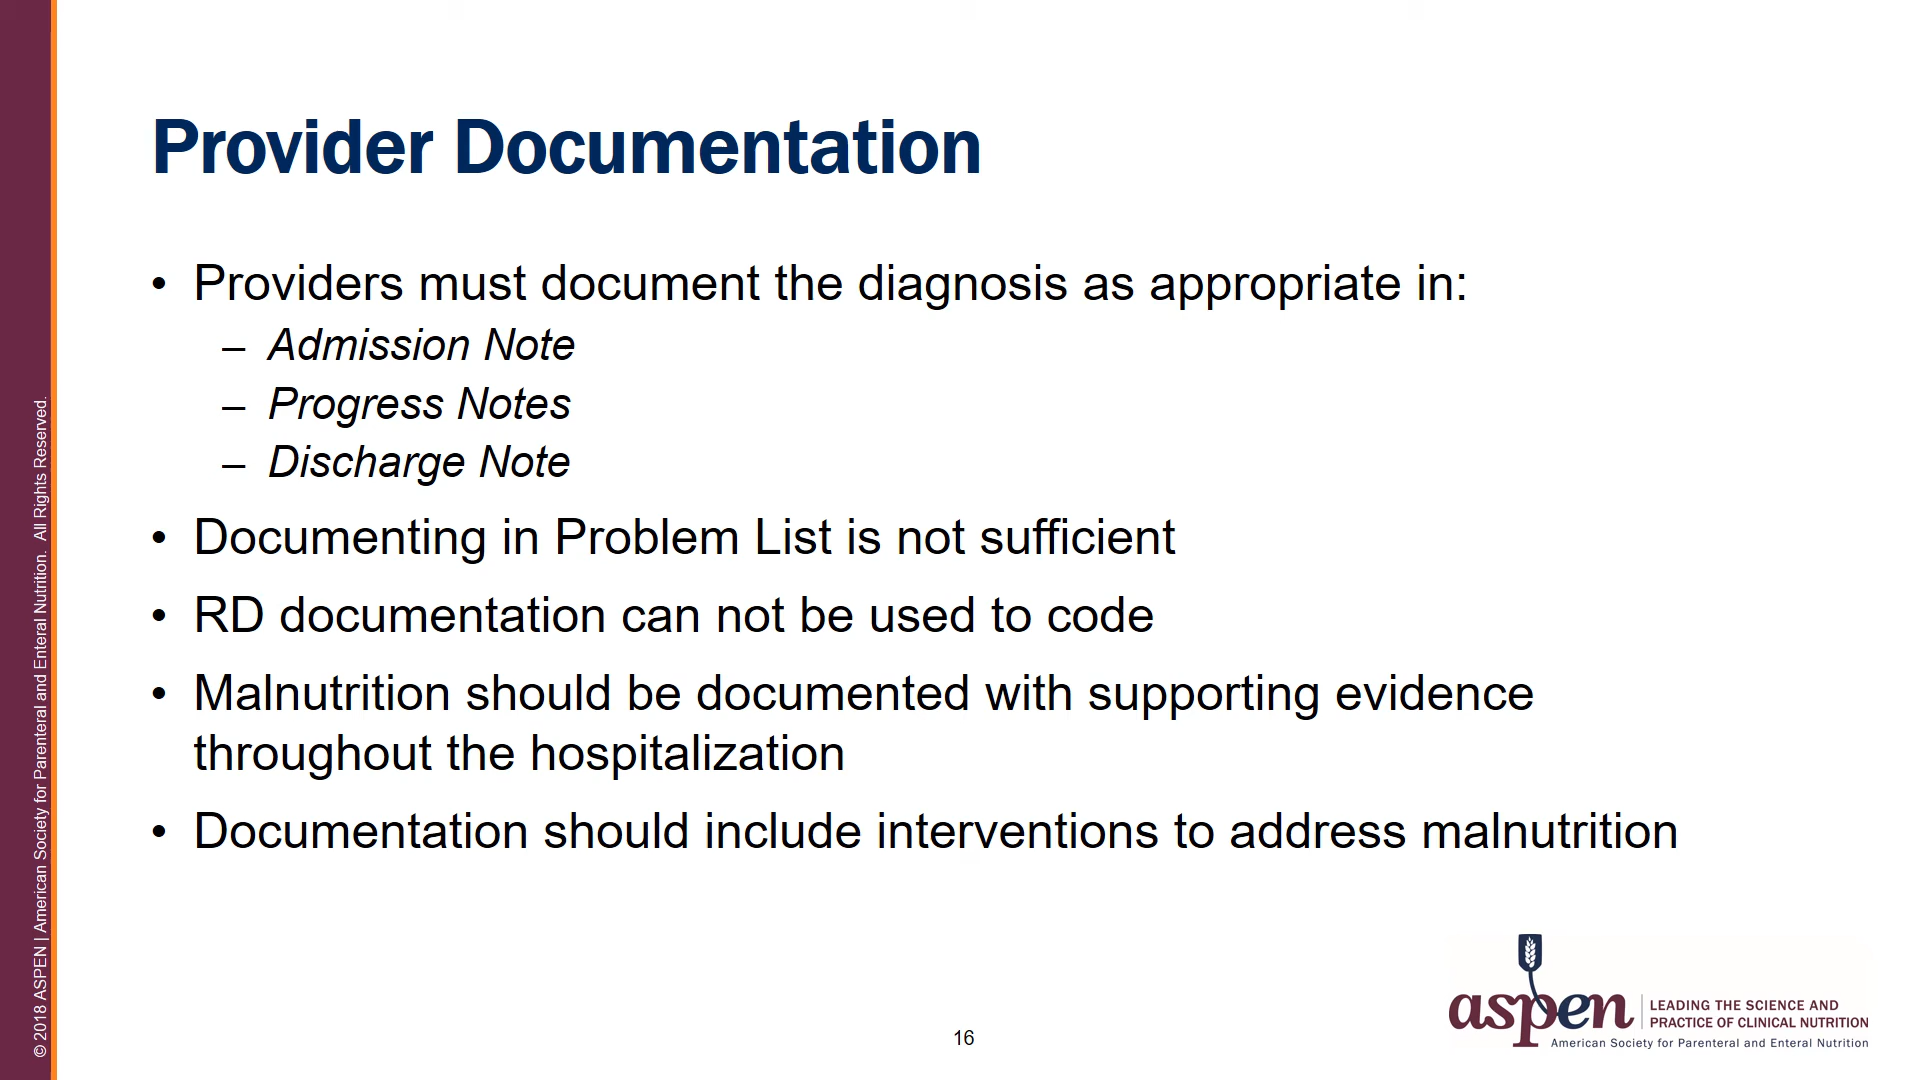 Provider Documentation
• Providers must document the diagnosis as appropriate in:
– Admission Note
– Progress Notes
– Discharge Note
• Documenting in Problem List is not sufficient
• RD documentation can not be used to code
• Malnutrition should be documented with supporting evidence
throughout the hospitalization
• Documentation should include interventions to address malnutrition
© 2018 ASPEN | American Society for Parenteral and Enteral Nutrition. All Rights Reserved.
16
aspen
LEADING THE SCIENCE AND
PRACTICE OF CLINICAL NUTRITION
American Society for Parenteral and Enteral Nutrition